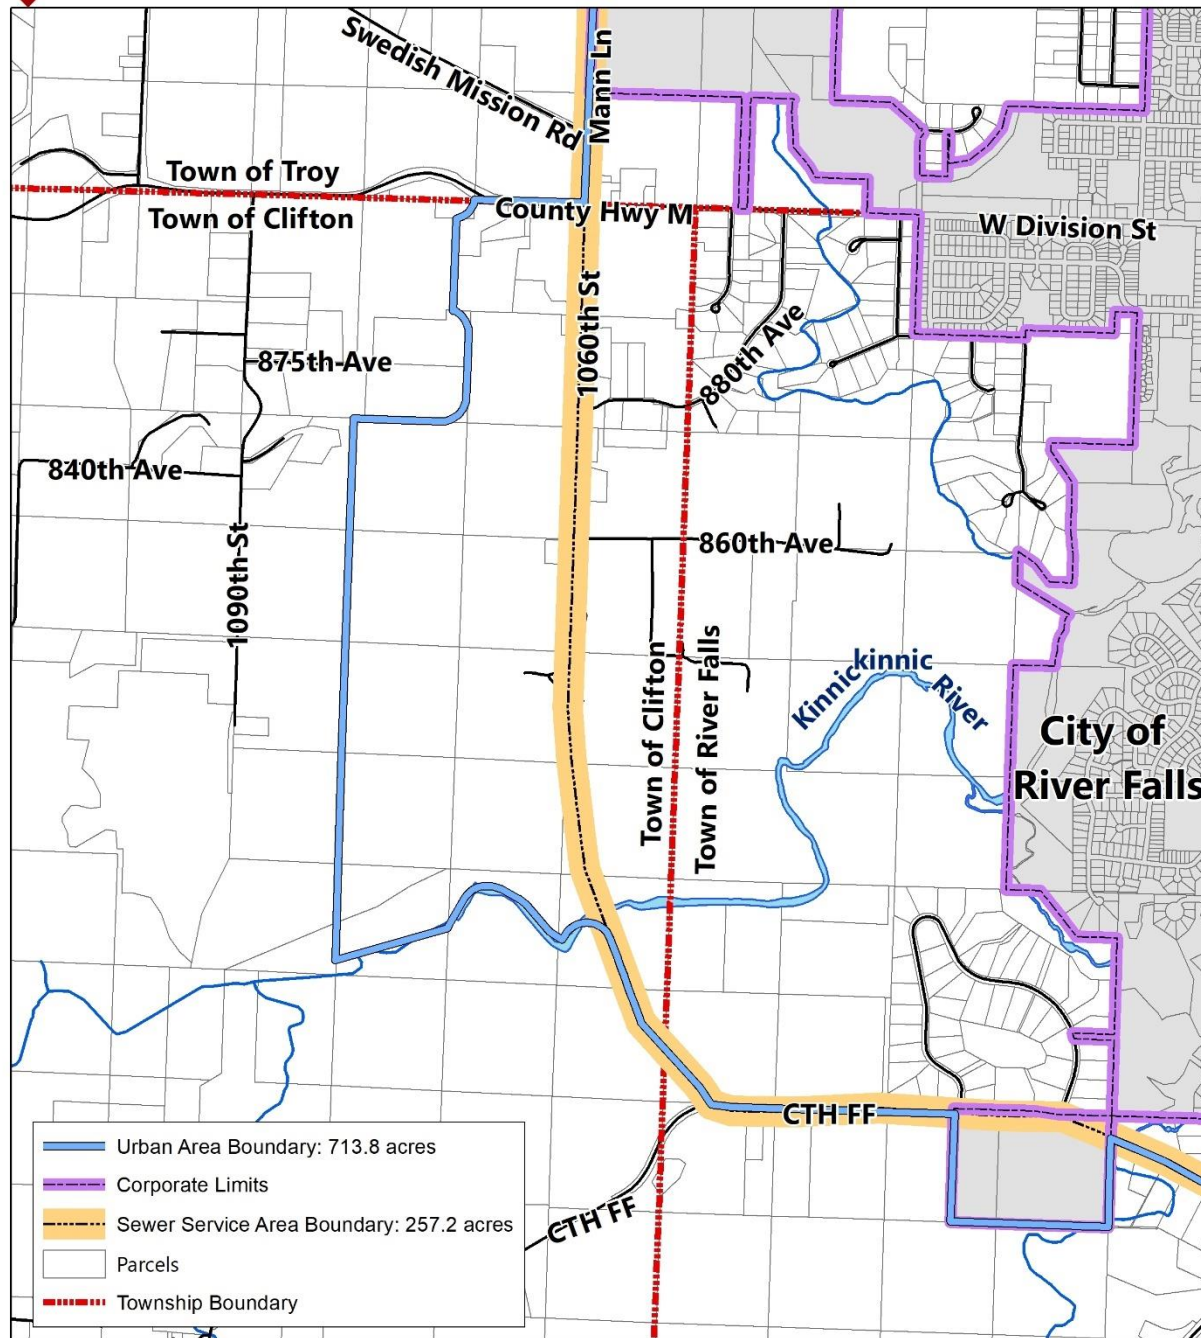 Swedish Mission Rd
Mann Ln
Town of Troy
Town of Clifton
County Hwy M
W Division St
1060th St
875th Ave
880th Ave
840th Ave
1090th St
860th Ave
Town of Clifton
Town of River Falls
Kinnic
kinnic
River
City of
River Falls
CTH FF
CTH FF
Urban Area Boundary: 713.8 acres
Corporate Limits
Sewer Service Area Boundary: 257.2 acres
Parcels
Township Boundary